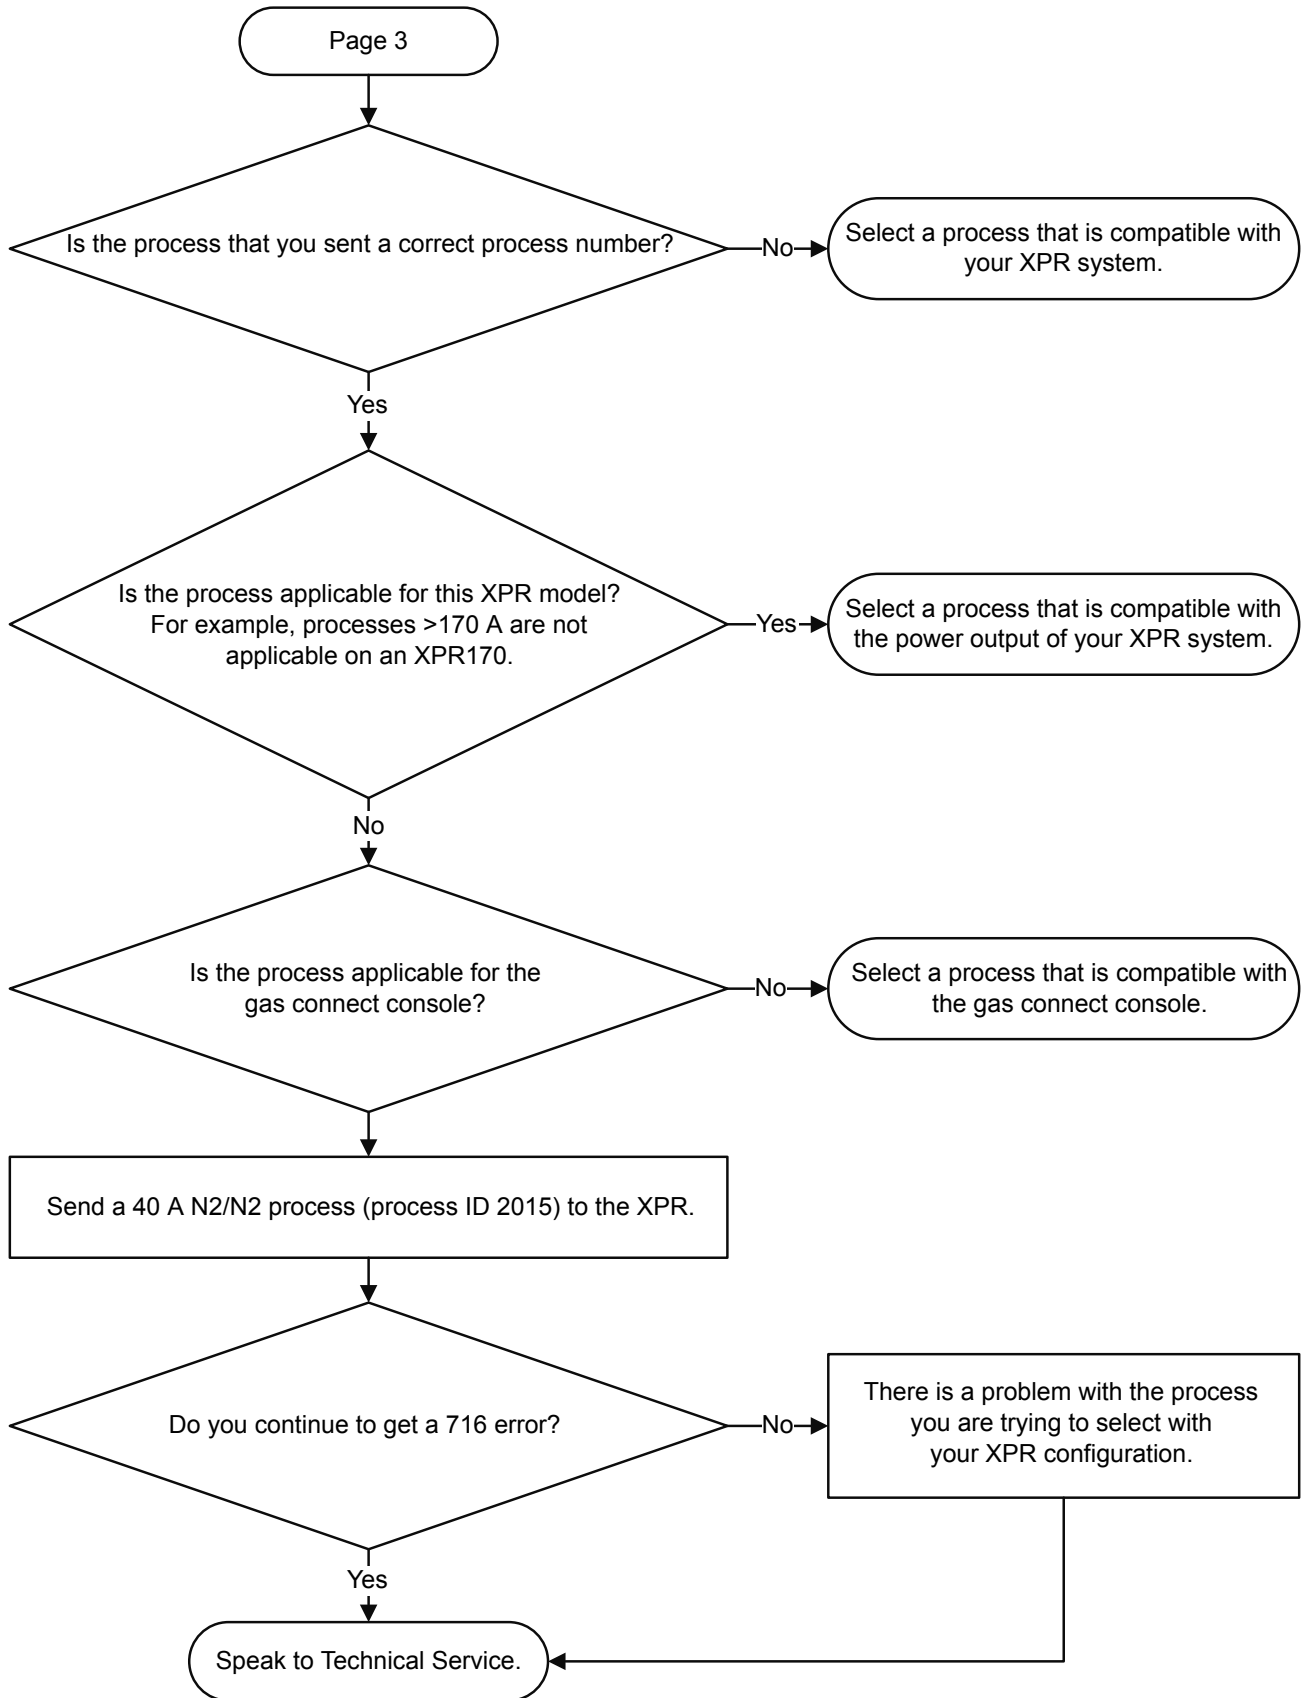 Page 3
Is the process that you sent a correct process number?
No
Select a process that is compatible with
your XPR system.
Yes
Is the process applicable for this XPR model?
For example, processes >170 A are not
applicable on an XPR170.
Yes
Select a process that is compatible with
the power output of your XPR system.
No
Is the process applicable for the
gas connect console?
No
Select a process that is compatible with
the gas connect console.
Send a 40 A N2/N2 process (process ID 2015) to the XPR.
Do you continue to get a 716 error?
No
There is a problem with the process
you are trying to select with
your XPR configuration.
Yes
Speak to Technical Service.